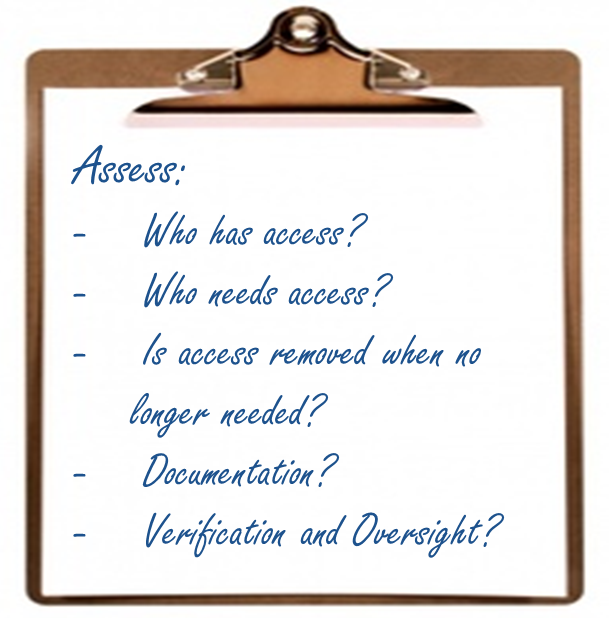 Assess:
- Who has access?
- Who needs access?
- Is access removed when no
longer needed?
- Documentation?
- Verification and Oversight?